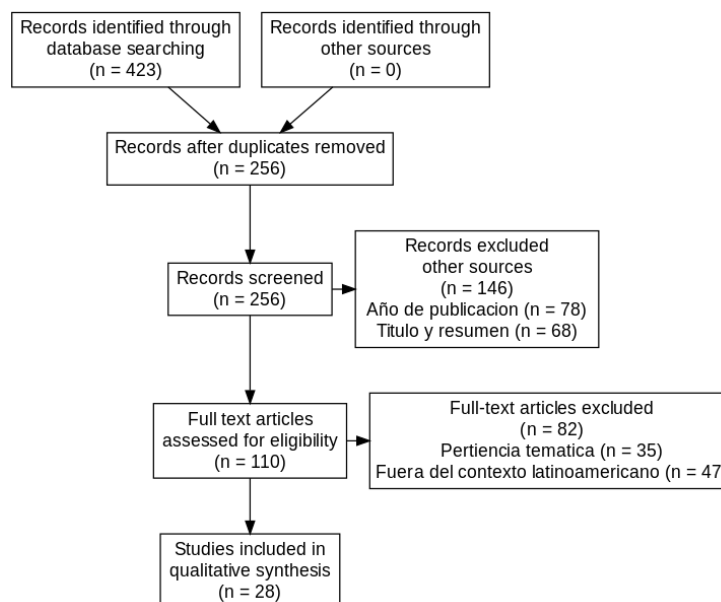 Records identified through
database searching
(n = 423)
Records identified through
other sources
(n = 0)
Records after duplicates removed
(n = 256)
Records screened
(n = 256)
Records excluded
other sources
(n = 146)
Año de publicacion (n = 78)
Titulo y resumen (n = 68)
Full text articles
assessed for eligibility
(n = 110)
Full-text articles excluded
(n = 82)
Pertiencia tematica (n = 35)
Fuera del contexto latinoamericano (n = 47
Studies included in
qualitative synthesis
(n = 28)